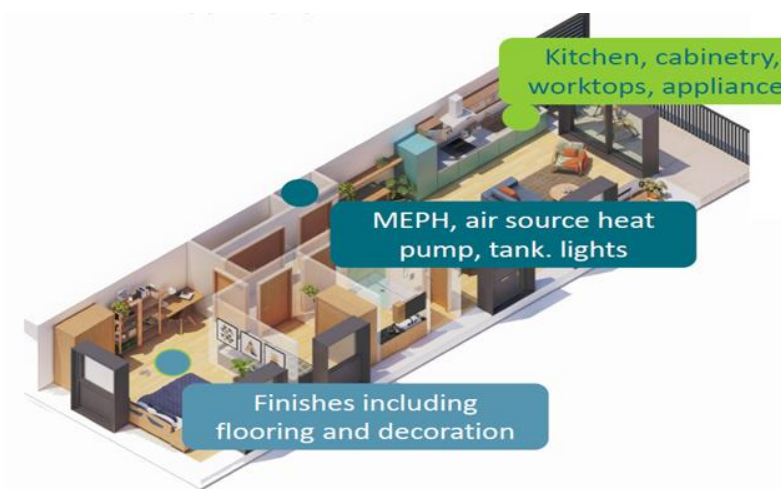 Kitchen, cabinetry,
worktops, appliance
MEPH, air source heat
pump, tank. lights
Finishes including
flooring and decoration